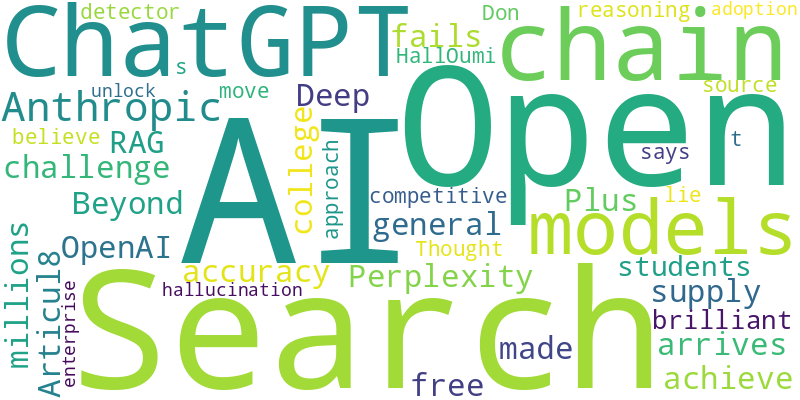 detector
ChatGPT
Don
reasoning
adoption
chain
s
fails
HallOumi
unlock
move
Deep
Open
source
Anthropic
AI
believe
RAG
college
approach
t
says
challenge
competitive
lie
Beyond
general
Plus
models
OpenAI
Thought
millions
Articul8
accuracy
Perplexity
students
enterprise
hallucination
Search
supply
brilliant
made
arrives
free
achieve